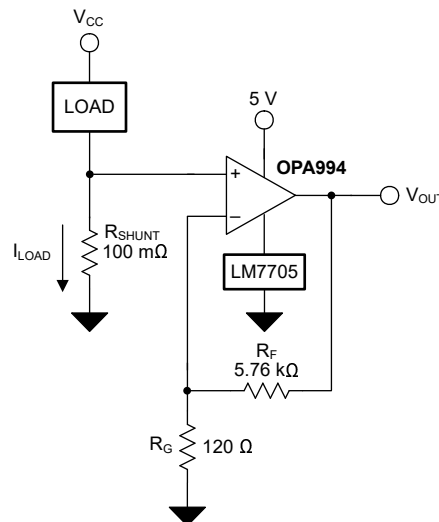 VCC
LOAD
5 V
OPA994
+
−
VOUT
RSHUNT
100 mΩ
ILOAD
LM7705
RF
5.76 kΩ
RG 120 Ω